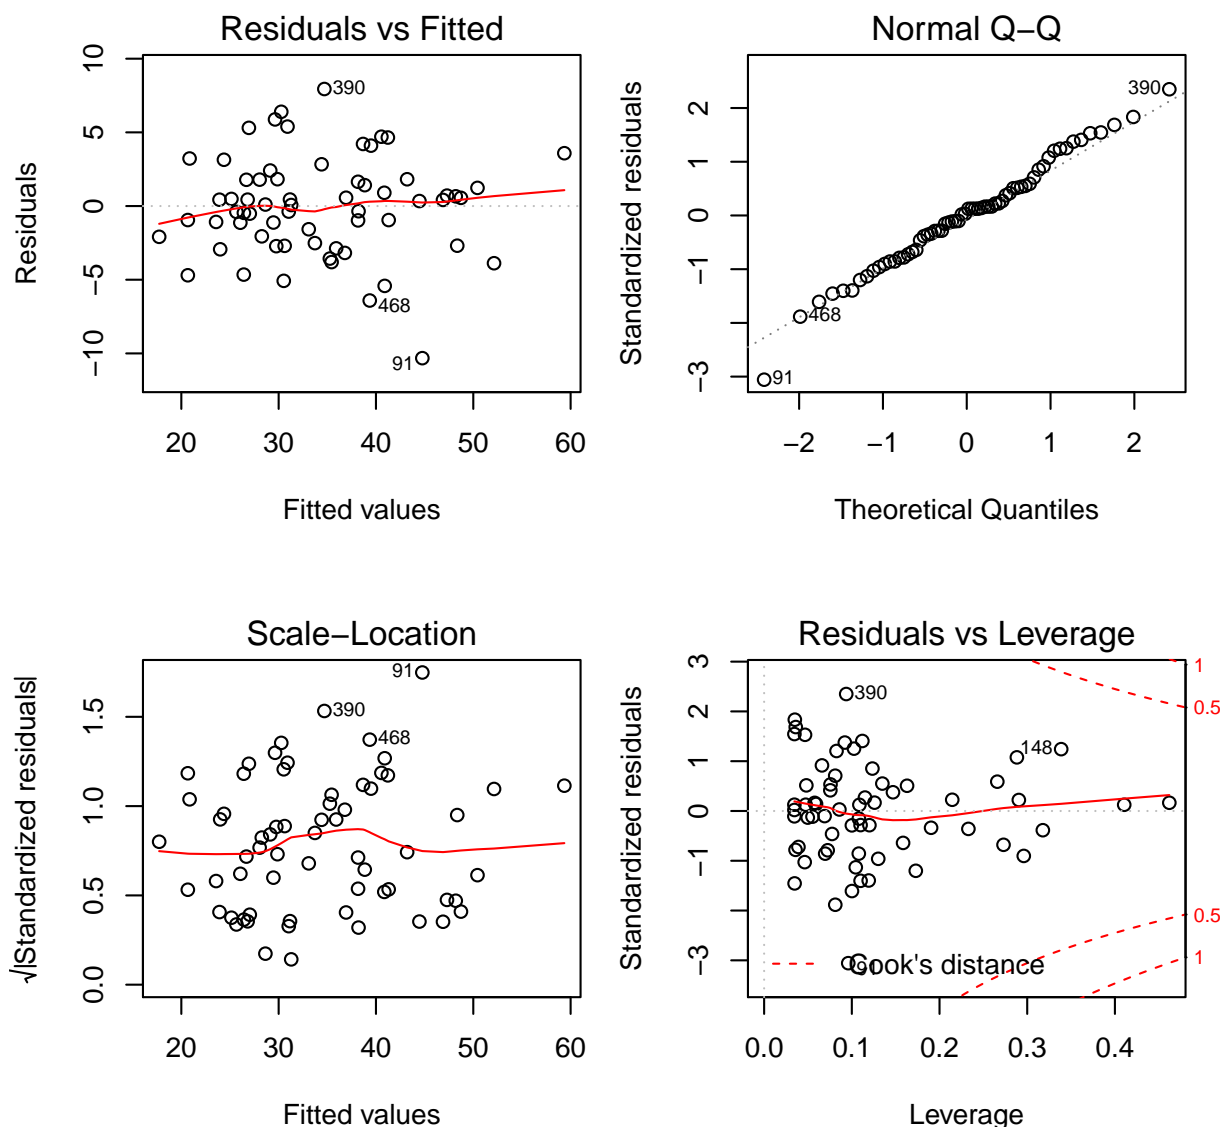 Residuals vs Fitted
Residuals
10
5
0
−5
−10
390
468
91
20 30 40 50 60
Fitted values
Normal Q−Q
Standardized residuals
2
1
0
−1
−3
390
468
91
−2 −1 0 1 2
Theoretical Quantiles
Scale−Location
√|Standardized residuals|
1.5
1.0
0.5
0.0
91
390
468
20 30 40 50 60
Fitted values
Residuals vs Leverage
Standardized residuals
3
2
1
0
−1
−3
390
148
91
Cook's distance
1
0.5
0.5
1
0.0 0.1 0.2 0.3 0.4
Leverage